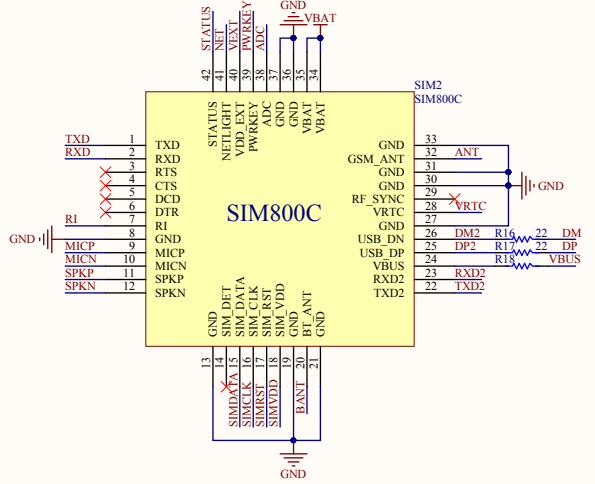 GND
VBAT
STATUS
NET
VEXT
PWRKEY
ADC
42
41
40
39
38
37
36
35
34
STATUS
NETLIGHT
VDD_EXT
PWRKEY
ADC
GND
GND
VBAT
VBAT
SIM2
SIM800C
TXD 1 TXD
RXD 2 RXD
3 RTS
4 CTS
5 DCD
6 DTR
RI 7 RI
GND 8 GND
MICP 9 MICP
MICN 10 MICN
SPKP 11 SPKP
SPKN 12 SPKN
SIM800C
GND 33
GSM_ANT 32 ANT
GND 31
GND 30 GND
RF_SYNC 29
VRTC 28 VRTC
GND 27
USB_DN 26 DM2 R16 22 DM
USB_DP 25 DP2 R17 22 DP
VBUS 24 R18 VBUS
RXD2 23 RXD2
TXD2 22 TXD2
GND
SIM_DET
SIM_DATA
SIM_CLK
SIM_RST
SIM_VDD
GND
BT_ANT
GND
13
14
15
16
17
18
19
20
21
SIMDATA
SIMCLK
SIMRST
SIMVDD
BANT
GND